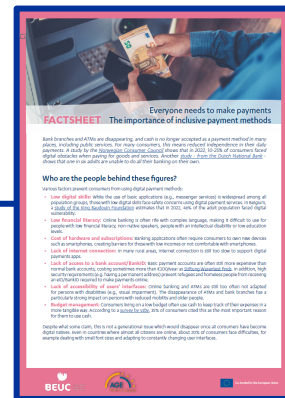 Everyone needs to make payments
FACTSHEET The importance of inclusive payment methods
Bank branches and ATMs are disappearing, and cash is no longer accepted as a payment method in many
places, including public services. For many consumers, this means reduced independence in their daily
payments. A study by the Norwegian Consumer Council shows that in 2022, 10-20% of consumers faced
digital obstacles when paying for goods and services. Another study - from the Dutch National Bank -
shows that one in six adults is unable to do all their banking on their own.
Who are the people behind these figures?
Various factors prevent consumers from using digital payment methods:
• Low digital skills: While the use of basic applications (e.g., messenger services) is widespread among all
population groups, those with low digital skills face safety concerns using digital payment services. In Belgium,
a study of the King Baudouin Foundation estimates that in 2022, 46% of the adult population faced digital
vulnerability.
• Low financial literacy: Online banking is often rife with complex language, making it difficult to use for
people with low financial literacy, non-native speakers, people with an intellectual disability or low education
levels.
• Cost of hardware and subscriptions: Banking applications often require consumers to own new devices
such as smartphones, creating barriers for those with low incomes or not comfortable with smartphones.
• Lack of internet connection: In many rural areas, internet connection is still too slow to support digital
payments apps.
• Lack of access to a bank account/BankID: Basic payment accounts are often still more expensive than
normal bank accounts, costing sometimes more than €200/year as Stiftung Warentest finds. In addition, high
security requirements (e.g. having a permanent address) prevent refugees and homeless people from receiving
an eID/BankID required to make payments online.
• Lack of accessibility of users' interfaces: Online banking and ATMs are still too often not adapted
for persons with disabilities (e.g., visual impairment). The disappearance of ATMs and bank branches has a
particularly strong impact on persons with reduced mobility and older people.
• Budget management: Consumers living on a low budget often use cash to keep track of their expenses in a
more tangible way. According to a survey by vzbv, 30% of consumers cited this as the most important reason
for them to use cash.
Despite what some claim, this is not a generational issue which would disappear once all consumers have become
digital natives: even in countries where almost all citizens are online, about 20% of consumers face difficulties, for
example dealing with small font sizes and adapting to constantly changing user interfaces.
BEUC
AGE